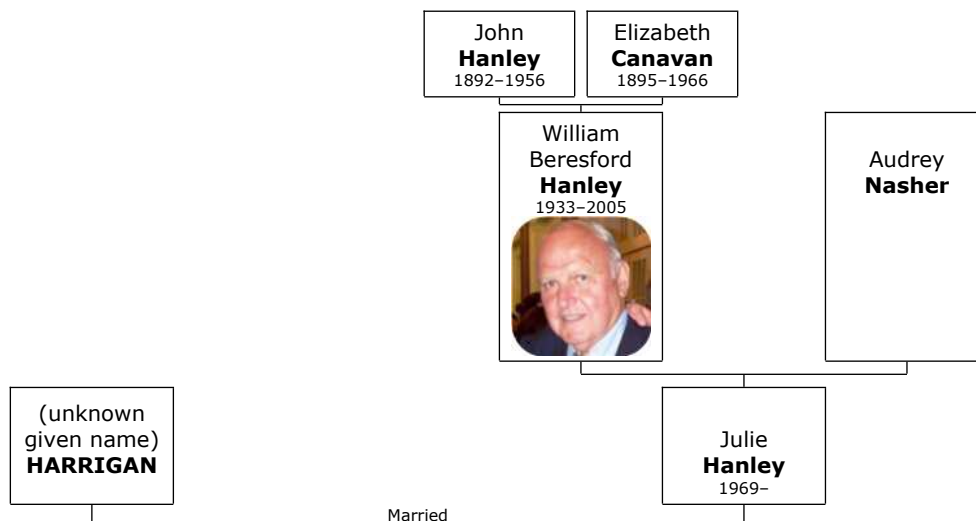 John
Hanley
1892–1956
Elizabeth
Canavan
1895–1966
William
Beresford
Hanley
1933–2005
Audrey
Nasher
(unknown
given name)
HARRIGAN
Julie
Hanley
1969–
Married